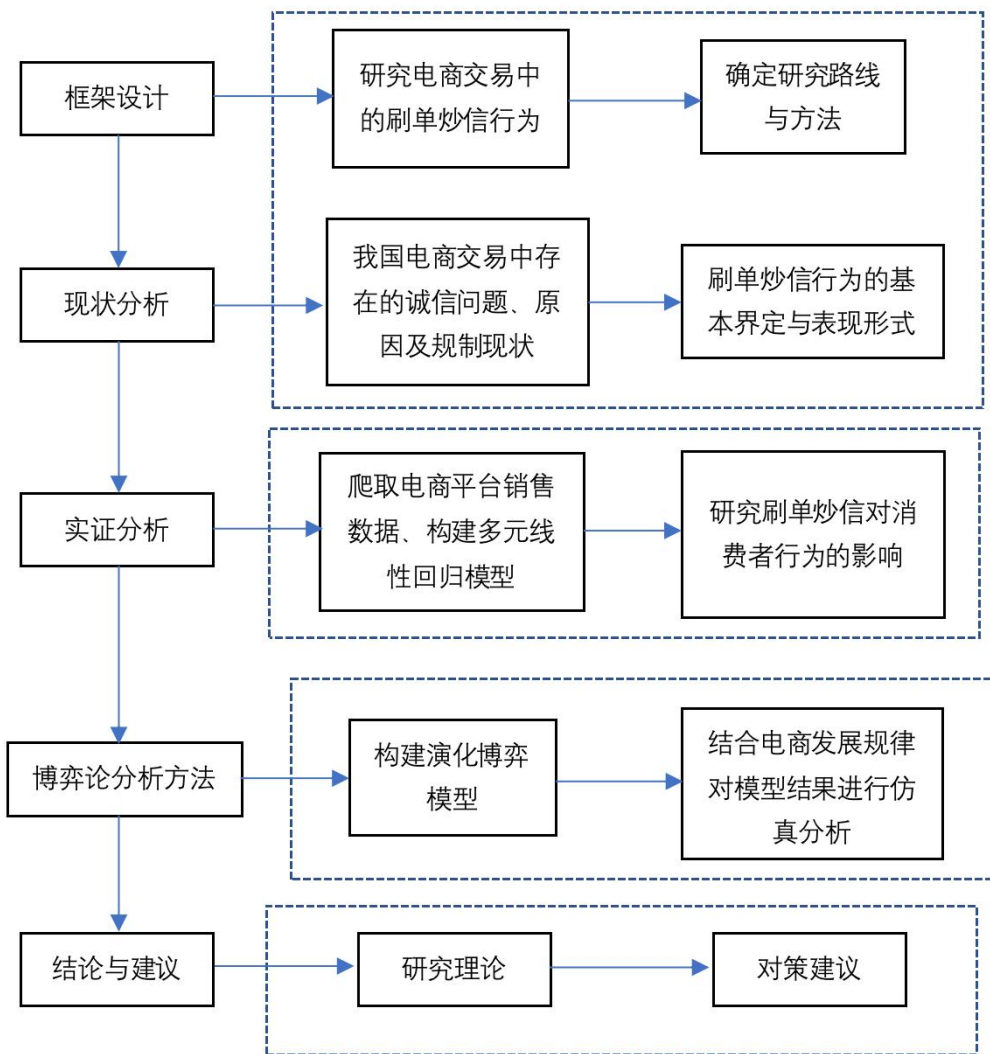 框架设计
研究电商交易中
的刷单炒信行为
确定研究路线
与方法
现状分析
我国电商交易中存
在的诚信问题、原
因及规制现状
刷单炒信行为的基
本界定与表现形式
实证分析
爬取电商平台销售
数据、构建多元线
性回归模型
研究刷单炒信对消
费者行为的影响
博弈论分析方法
构建演化博弈
模型
结合电商发展规律
对模型结果进行仿
真分析
结论与建议
研究理论
对策建议